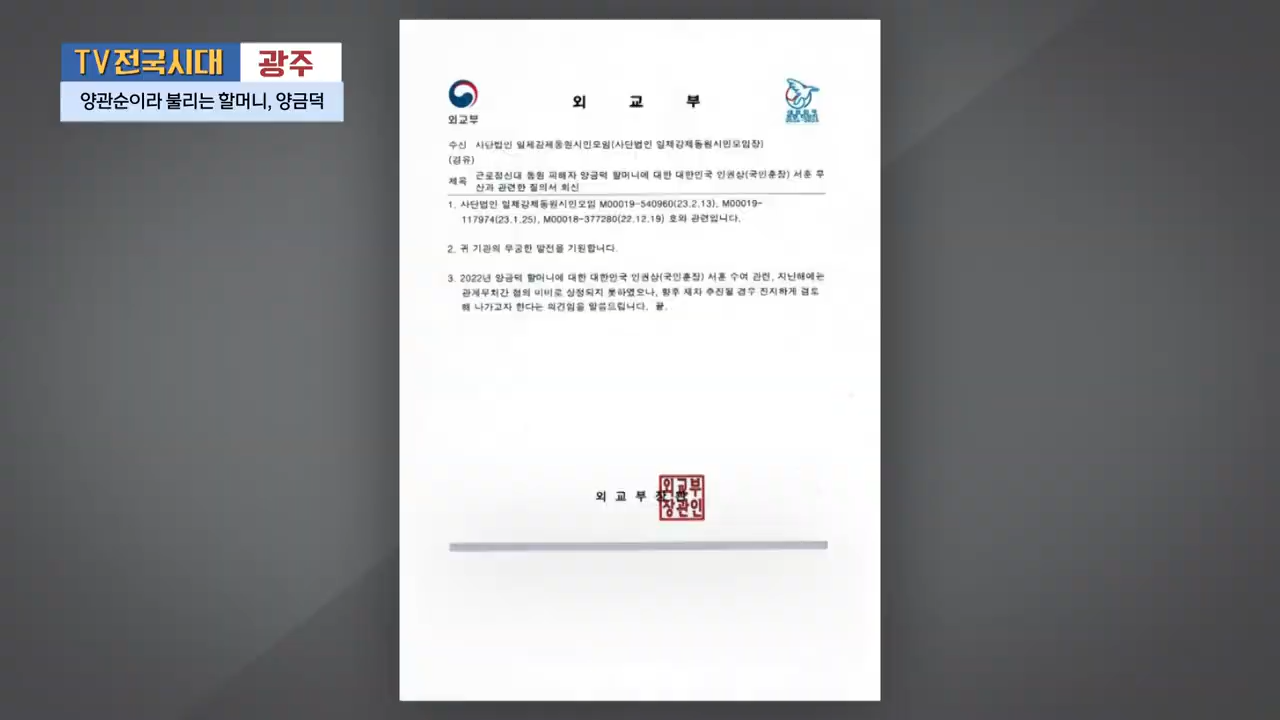 TV전국시대 광주
양관순이라 불리는 할머니, 양금덕
외교부
외 교 부
수신 사단법인 일제강제동원시민모임(사단법인 일제강제동원시민모임장)
(경유)
제목 근로정신대 동원 피해자 양금덕 할머니에 대한 대한민국 인권상(국민훈장) 서훈 무
산과 관련한 질의서 회신
1. 사단법인 일제강제동원시민모임 M00019-540960(23.2.13), M00019-
117974(23.1.25), M00018-377280(22.12.19) 호와 관련입니다.
2. 귀 기관의 무궁한 발전을 기원합니다.
3. 2022년 양금덕 할머니에 대한 대한민국 인권상(국민훈장) 서훈 수여 관련, 지난해에는
관계부처간 협의 미비로 상정되지 못하였으나, 향후 재차 추진될 경우 진지하게 검토
해 나가고자 한다는 의견임을 말씀드립니다. 끝.
외 교 부 장 관
외교부
장관인